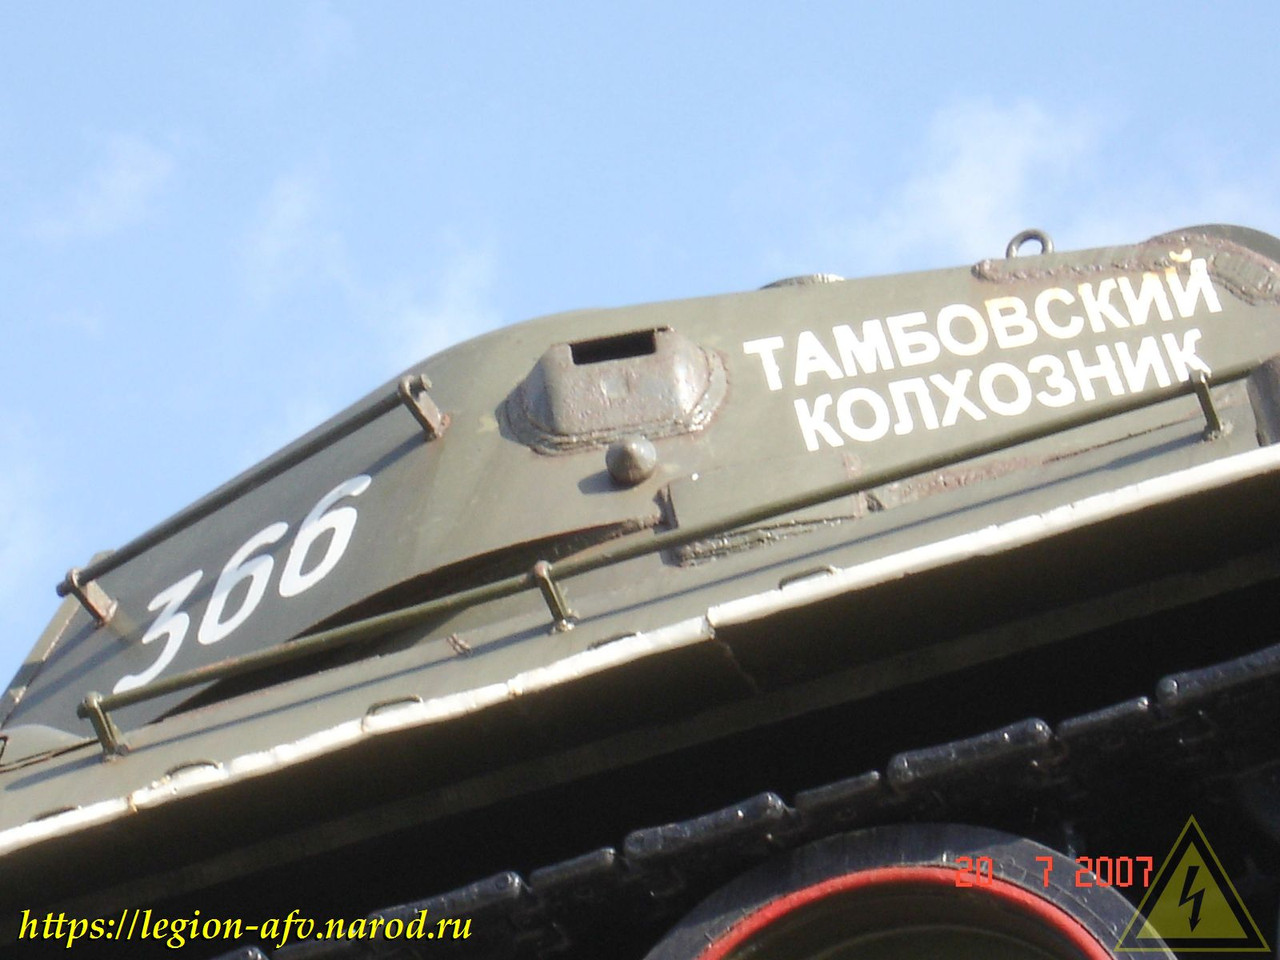 ТАМБОВСКИЙ
КОЛХОЗНИК
366
20 7 2007
https://legion-afv.narod.ru